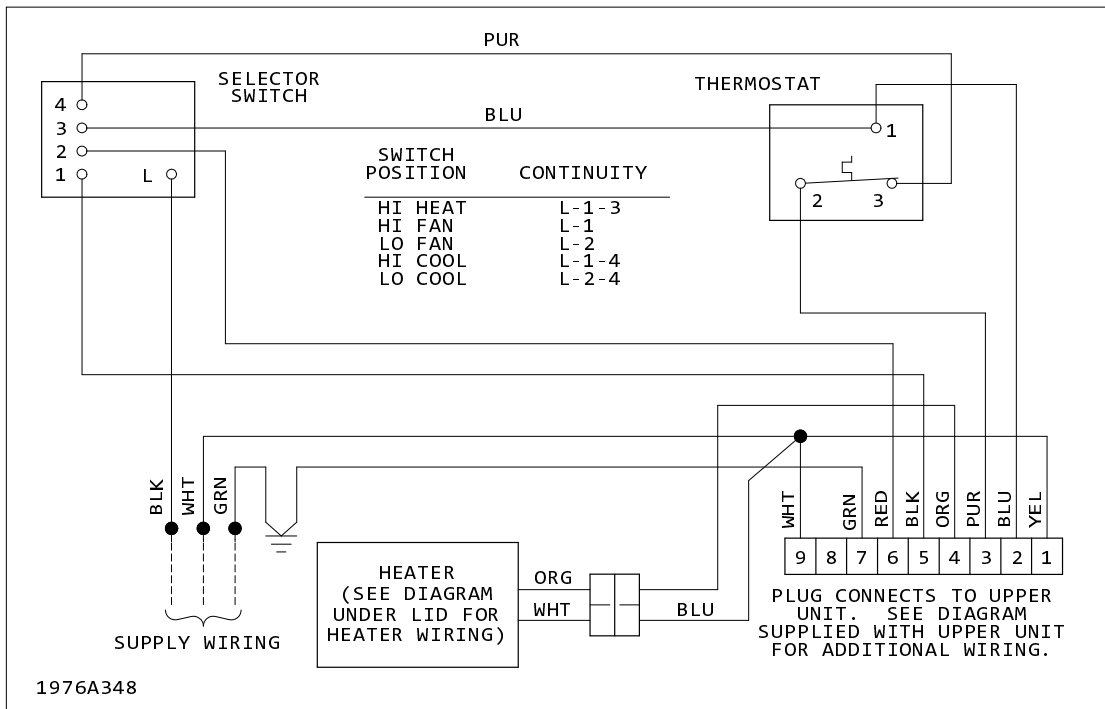 PUR
SELECTOR
SWITCH
THERMOSTAT
4
3
2
1
L
BLU
1
2
3
SWITCH
POSITION CONTINUITY
HI HEAT L-1-3
HI FAN L-1
LO FAN L-2
HI COOL L-1-4
LO COOL L-2-4
BLK
WHT
GRN
WHT
GRN
RED
BLK
ORG
PUR
BLU
YEL
9 8 7 6 5 4 3 2 1
HEATER
(SEE DIAGRAM
UNDER LID FOR
HEATER WIRING)
ORG
WHT
BLU
PLUG CONNECTS TO UPPER
UNIT. SEE DIAGRAM
SUPPLIED WITH UPPER UNIT
FOR ADDITIONAL WIRING.
SUPPLY WIRING
1976A348